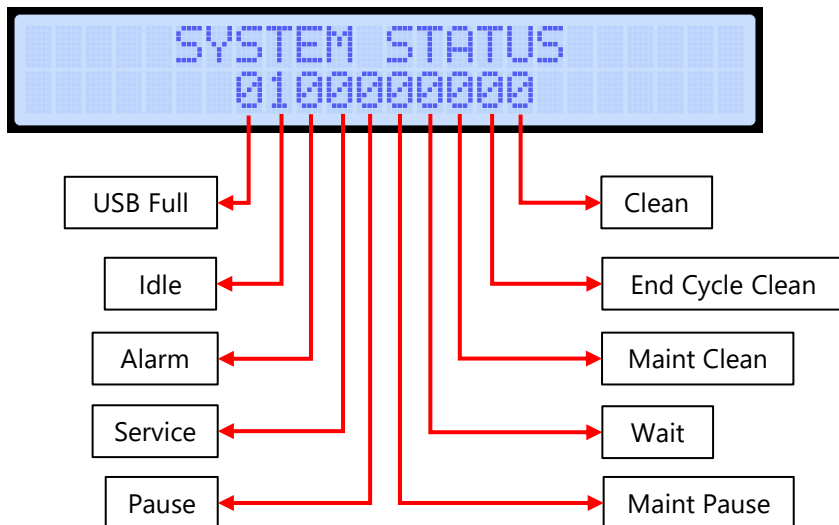 SYSTEM STATUS
0100000000
USB Full
Clean
Idle
End Cycle Clean
Alarm
Maint Clean
Service
Wait
Pause
Maint Pause